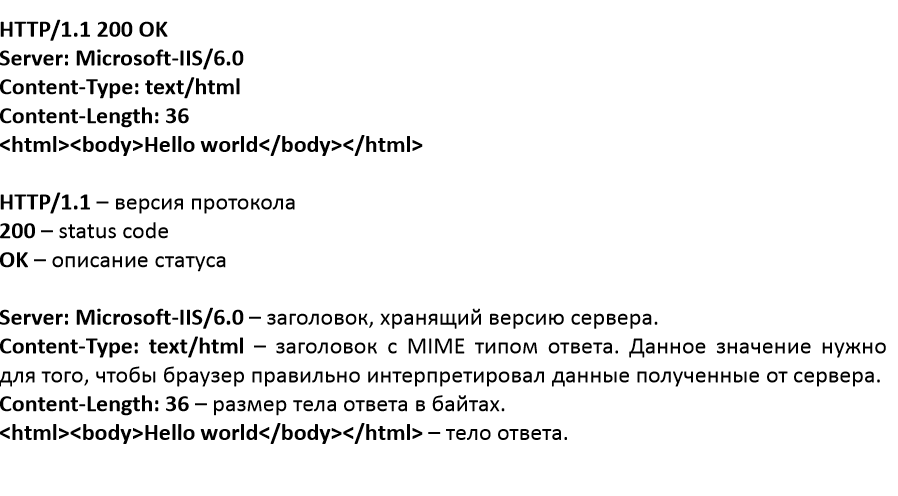 HTTP/1.1 200 OK
Server: Microsoft-IIS/6.0
Content-Type: text/html
Content-Length: 36
<html><body>Hello world</body></html>
HTTP/1.1 – версия протокола
200 – status code
OK – описание статуса
Server: Microsoft-IIS/6.0 – заголовок, хранящий версию сервера.
Content-Type: text/html – заголовок с MIME типом ответа. Данное значение нужно
для того, чтобы браузер правильно интерпретировал данные полученные от сервера.
Content-Length: 36 – размер тела ответа в байтах.
<html><body>Hello world</body></html> – тело ответа.